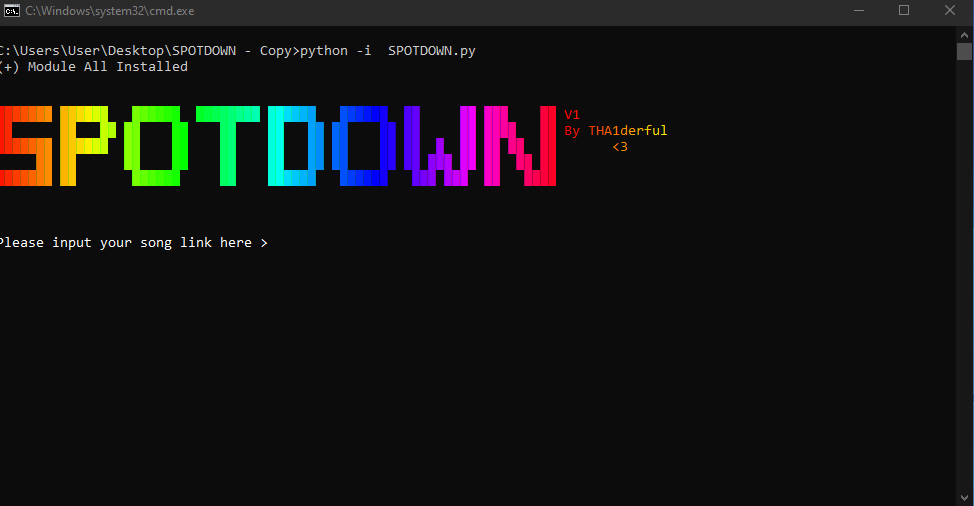 C:\Windows\system32\cmd.exe
C:\Users\User\Desktop\SPOTDOWN - Copy>python -i  SPOTDOWN.py
(+) Module All Installed
SPOTDOWN V1
By THA1derful
<3
Please input your song link here >